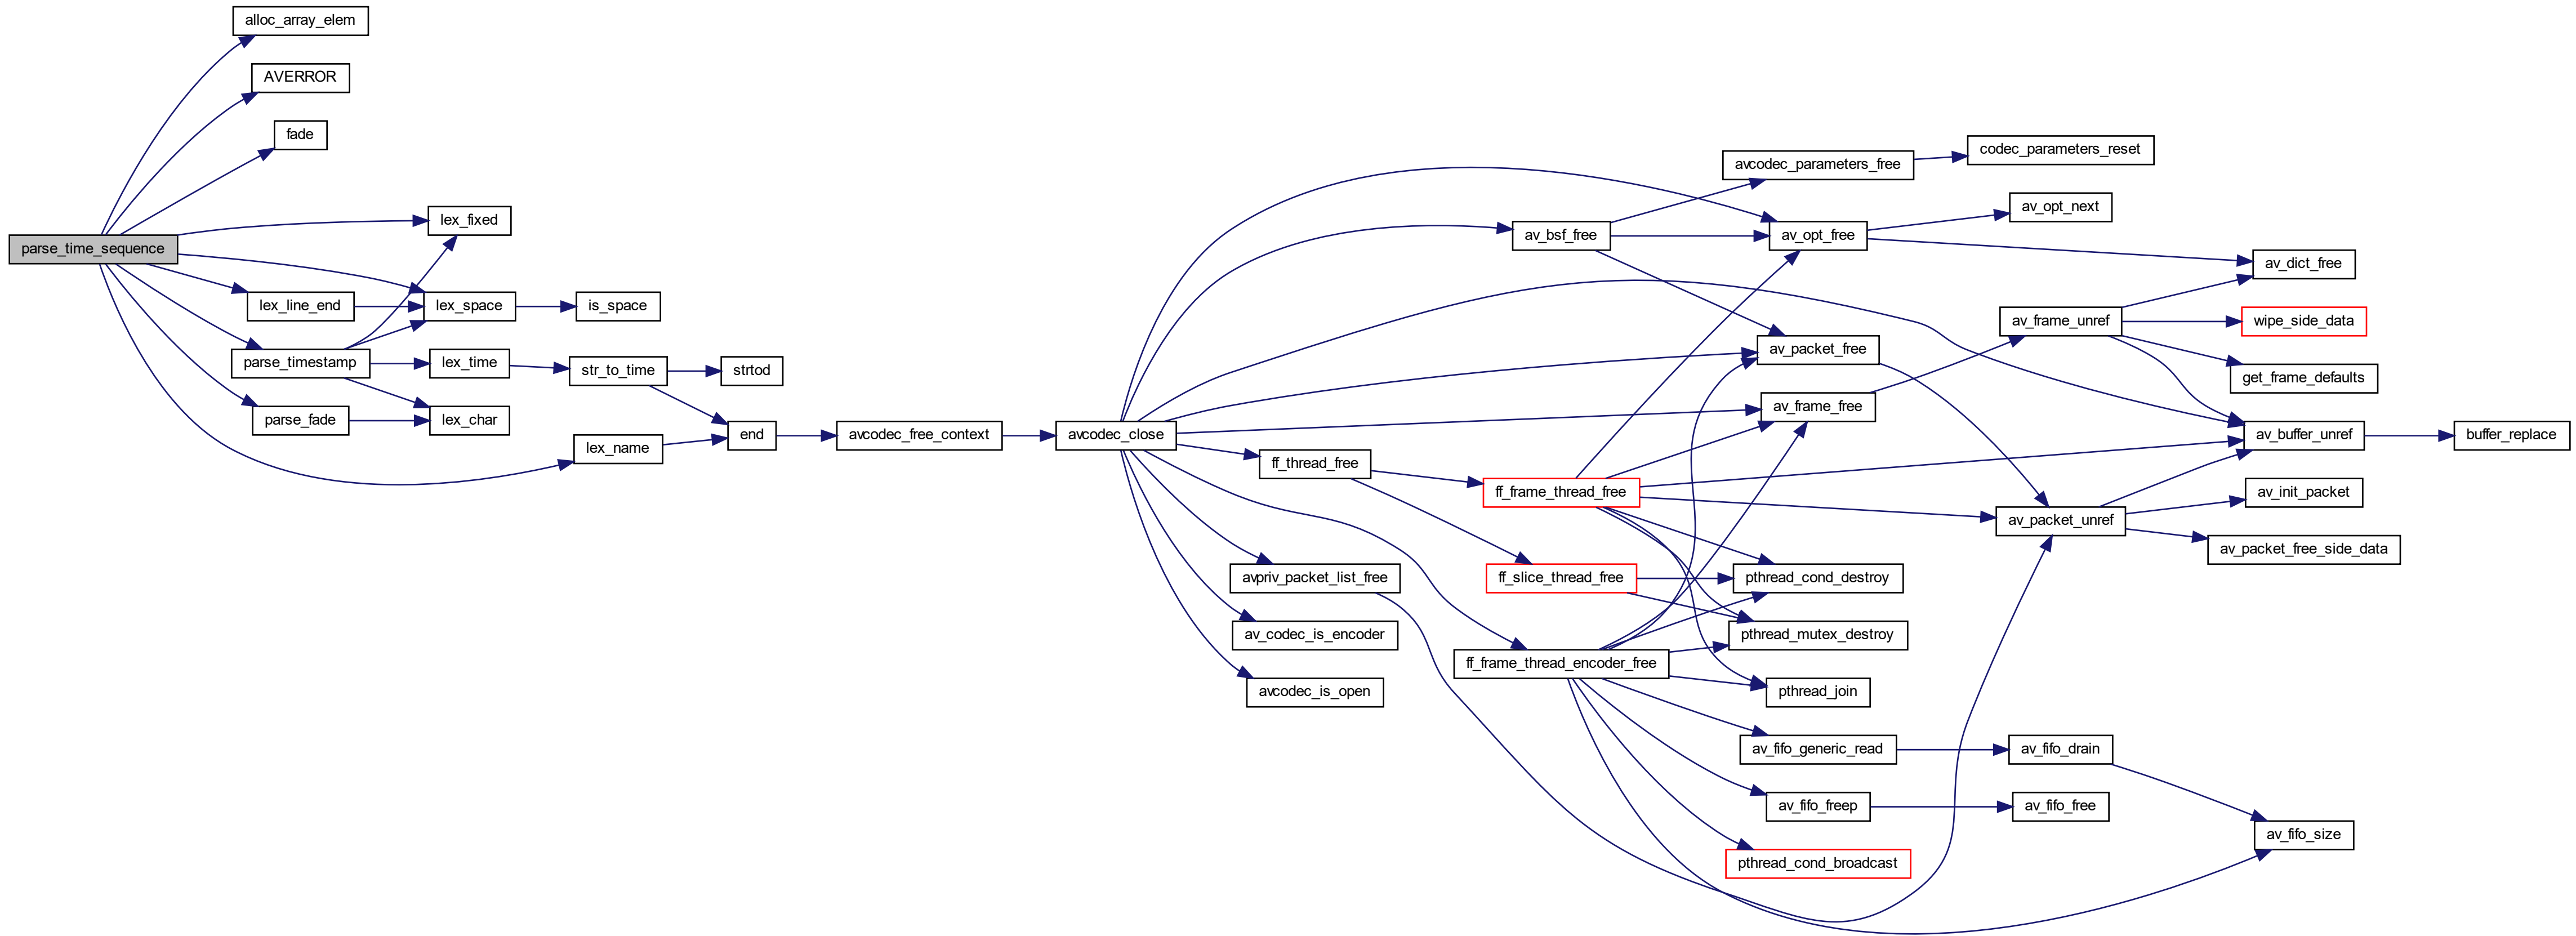 parse_time_sequence
alloc_array_elem
AVERROR
fade
lex_fixed
lex_line_end
lex_space
is_space
parse_timestamp
lex_time
str_to_time
strtod
parse_fade
lex_char
lex_name
end
avcodec_free_context
avcodec_close
av_bsf_free
avcodec_parameters_free
codec_parameters_reset
av_opt_free
av_opt_next
av_dict_free
av_packet_free
av_frame_free
av_frame_unref
wipe_side_data
get_frame_defaults
av_buffer_unref
buffer_replace
ff_thread_free
ff_frame_thread_free
av_packet_unref
av_init_packet
av_packet_free_side_data
ff_slice_thread_free
pthread_cond_destroy
avpriv_packet_list_free
pthread_mutex_destroy
av_codec_is_encoder
ff_frame_thread_encoder_free
pthread_join
avcodec_is_open
av_fifo_generic_read
av_fifo_drain
av_fifo_freep
av_fifo_free
av_fifo_size
pthread_cond_broadcast